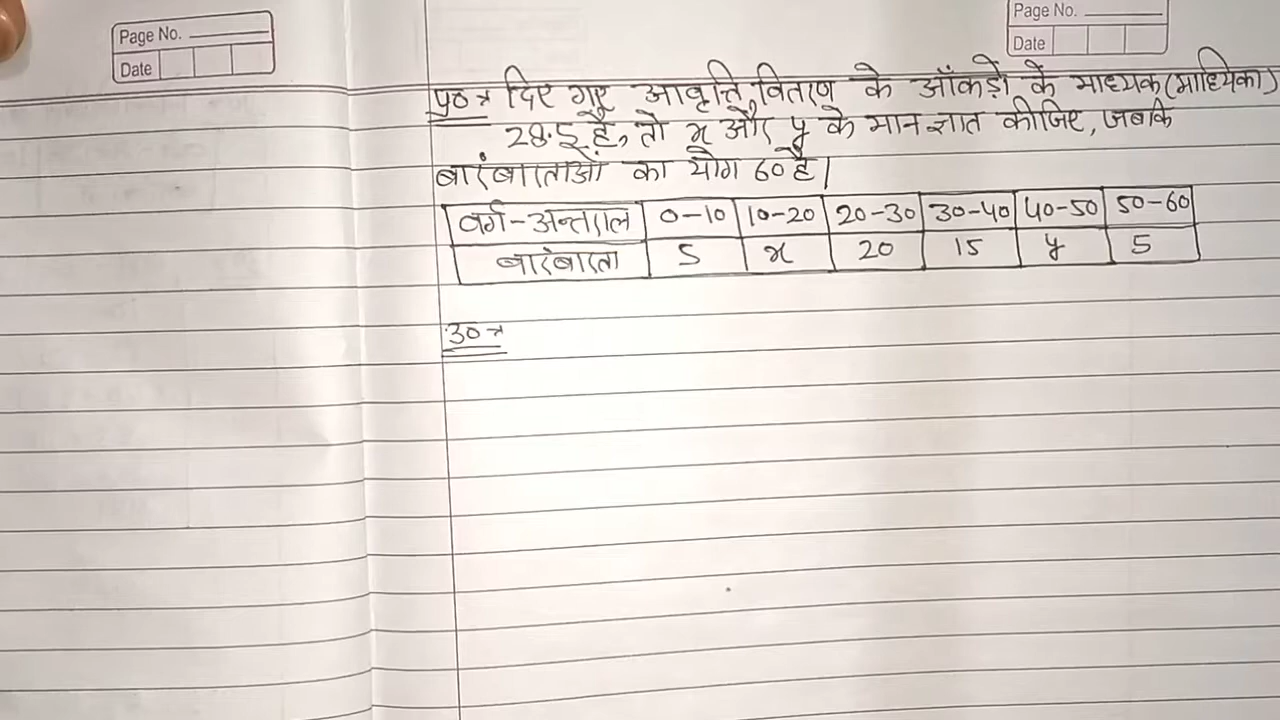 Page No.
Date
Page No.
Date
प्र० → दिए गए आवृत्ति वितरण के आँकड़ो के माध्यक (माध्यिका)
28.5 है, तो x और y के मान ज्ञात कीजिए, जबकि
बारंबारताओं का योग 60 है।
वर्ग-अन्तराल 0-10 10-20 20-30 30-40 40-50 50-60
बारंबारता 5 x 20 15 y 5
उ० →